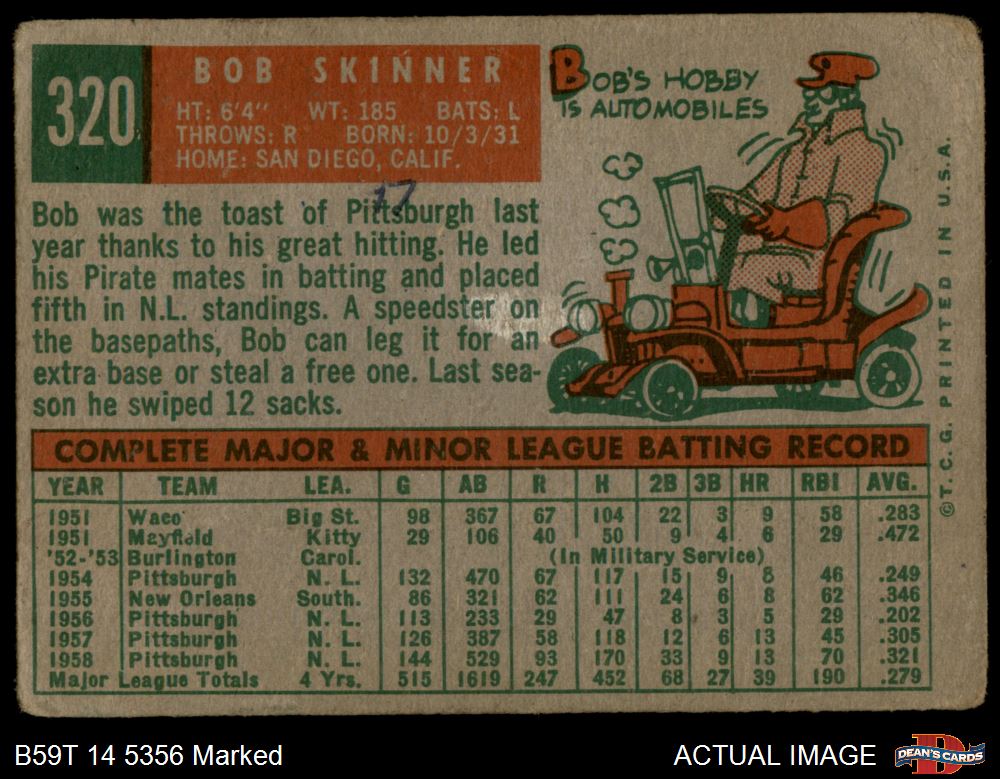 320
BOB SKINNER
HT: 6'4" WT: 185 BATS: L
THROWS: R BORN: 10/3/31
HOME: SAN DIEGO, CALIF.
17
BOB'S HOBBY
IS AUTOMOBILES
Bob was the toast of Pittsburgh last
year thanks to his great hitting. He led
his Pirate mates in batting and placed
fifth in N.L. standings. A speedster on
the basepaths, Bob can leg it for an
extra base or steal a free one. Last sea-
son he swiped 12 sacks.
COMPLETE MAJOR & MINOR LEAGUE BATTING RECORD
YEAR TEAM LEA. G AB R H 2B 3B HR RBI AVG.
1951 Waco Big St. 98 367 67 104 22 3 9 58 .283
1951 Mayfield Kitty 29 106 40 50 9 4 6 29 .472
'52-'53 Burlington Carol. (In Military Service)
1954 Pittsburgh N. L. 132 470 67 117 15 9 8 46 .249
1955 New Orleans South. 86 321 62 111 24 6 8 62 .346
1956 Pittsburgh N. L. 113 233 29 47 8 3 5 29 .202
1957 Pittsburgh N. L. 126 387 58 118 12 6 13 45 .305
1958 Pittsburgh N. L. 144 529 93 170 33 9 13 70 .321
Major League Totals 4 Yrs. 515 1619 247 452 68 27 39 190 .279
©T.C.G. PRINTED IN U.S.A.
B59T 14 5356 Marked
ACTUAL IMAGE
DEAN'S CARDS